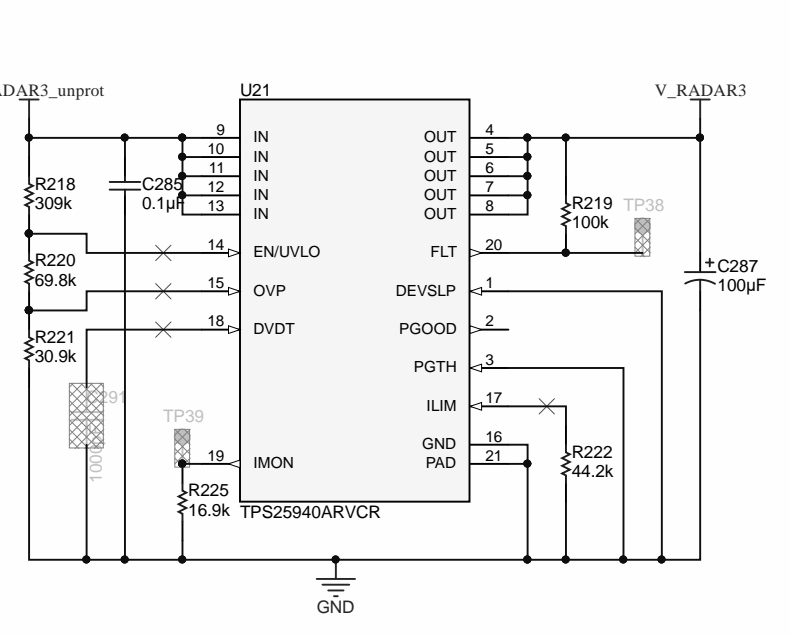 ADAR3_unprot
U21
V_RADAR3
9
IN
OUT
4
10
IN
OUT
5
11
IN
OUT
6
12
IN
OUT
7
13
IN
OUT
8
R218
309k
C285
0.1µF
R219
100k
TP38
14
EN/UVLO
FLT
20
R220
69.8k
15
OVP
DEVSLP
1
C287
+
100µF
18
DVDT
PGOOD
2
R221
30.9k
PGTH
3
291
ILIM
17
TP39
1000
GND
16
19
IMON
PAD
21
R222
44.2k
R225
16.9k
TPS25940ARVCR
GND